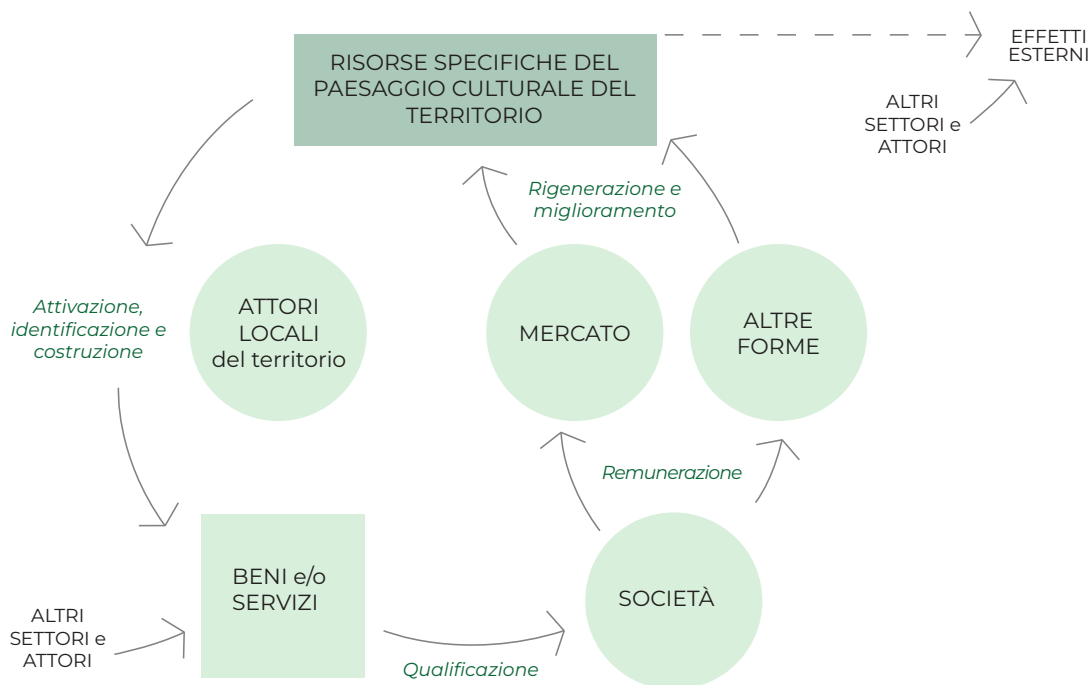 RISORSE SPECIFICHE DEL
PAESAGGIO CULTURALE DEL
TERRITORIO
EFFETTI
ESTERNI
ALTRI
SETTORI e
ATTORI
Rigenerazione e
miglioramento
Attivazione,
identificazione e
costruzione
ATTORI
LOCALI
del territorio
MERCATO
ALTRE
FORME
Remunerazione
BENI e/o
SERVIZI
SOCIETÀ
ALTRI
SETTORI e
ATTORI
Qualificazione